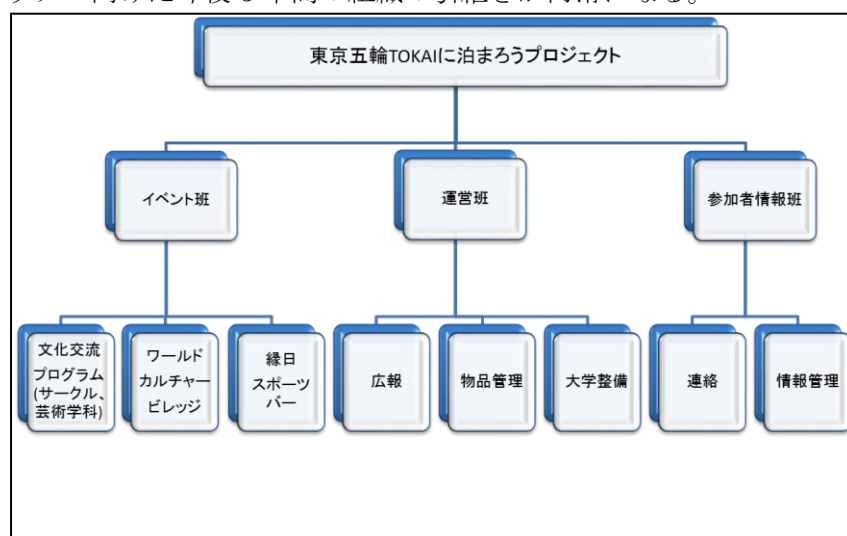 東京五輪TOKAIに泊まろうプロジェクト
イベント班
運営班
参加者情報班
文化交流
プログラム
(サークル、
芸術学科)
ワールド
カルチャー
ビレッジ
縁日
スポーツ
バー
広報
物品管理
大学整備
連絡
情報管理